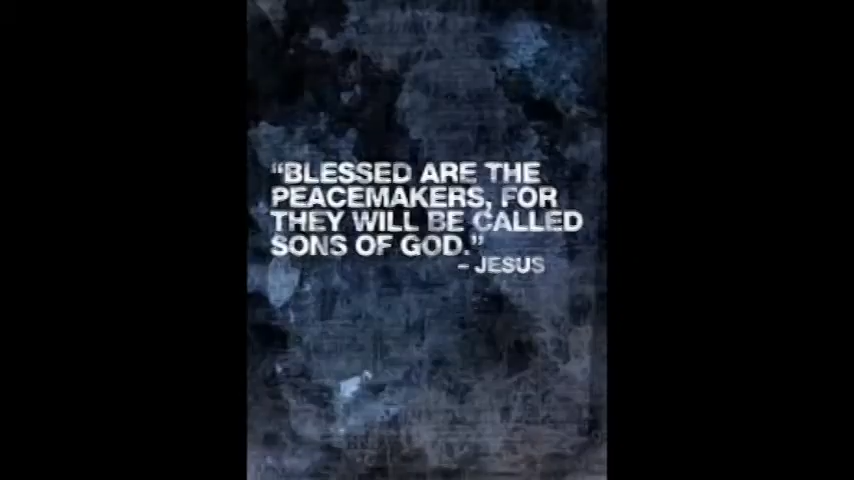 “BLESSED ARE THE
PEACEMAKERS, FOR
THEY WILL BE CALLED
SONS OF GOD.”
– JESUS